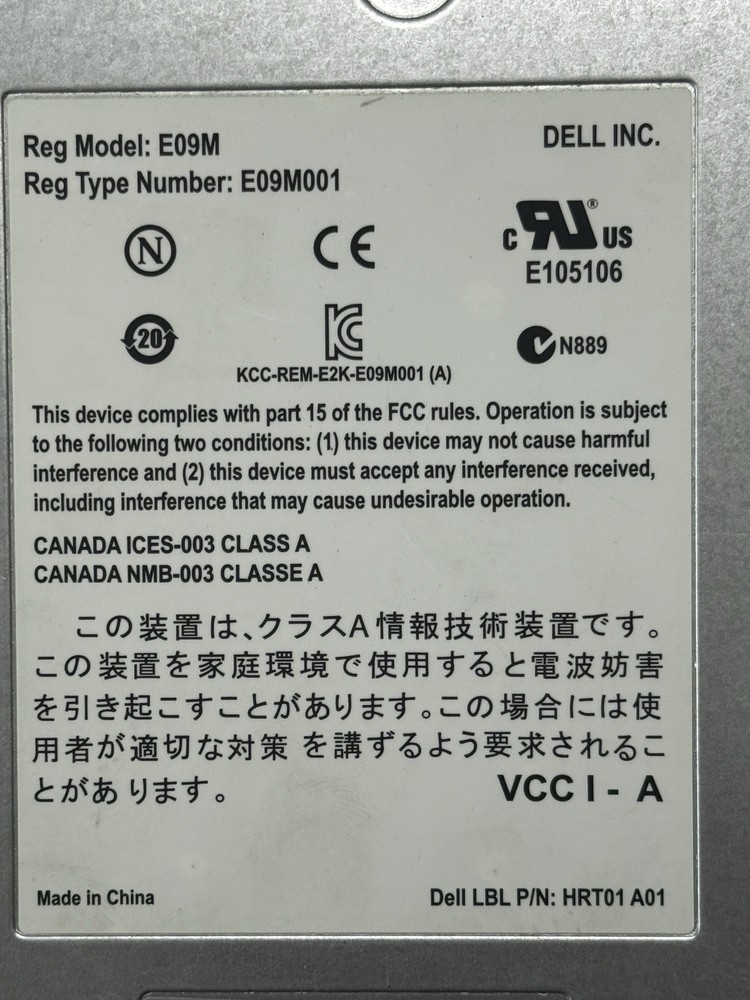 Reg Model: E09M
DELL INC.
Reg Type Number: E09M001
N
CE
c RU® US
E105106
20
KC
N889
KCC-REM-E2K-E09M001 (A)
This device complies with part 15 of the FCC rules. Operation is subject
to the following two conditions: (1) this device may not cause harmful
interference and (2) this device must accept any interference received,
including interference that may cause undesirable operation.
CANADA ICES-003 CLASS A
CANADA NMB-003 CLASSE A
この装置は、クラスA情報技術装置です。
この装置を家庭環境で使用すると電波妨害
を引き起こすことがあります。この場合には使
用者が適切な対策 を講ずるよう要求されるこ
とがあります。
VCC I - A
Made in China
Dell LBL P/N: HRT01 A01